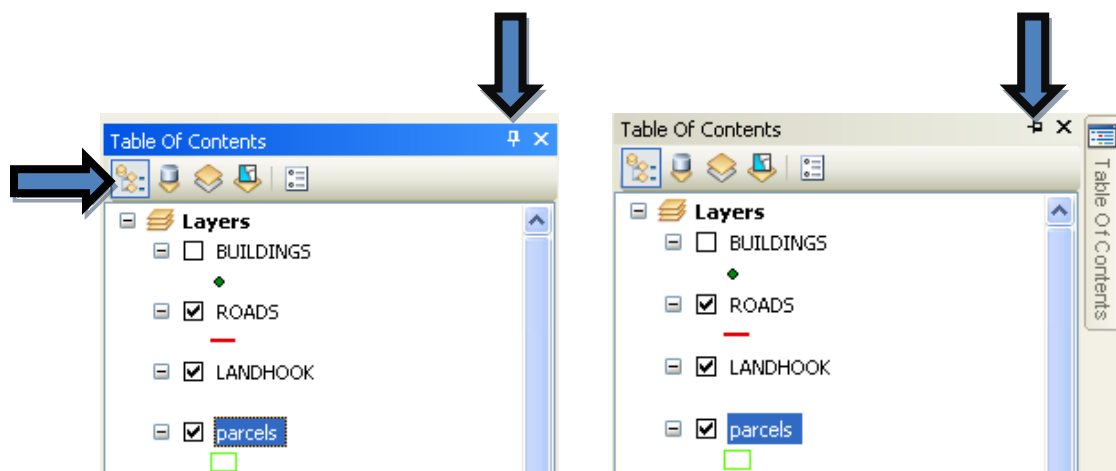 Table Of Contents
Layers
BUILDINGS
ROADS
LANDHOOK
parcels
Table Of Contents
Layers
BUILDINGS
ROADS
LANDHOOK
parcels
Table Of Contents